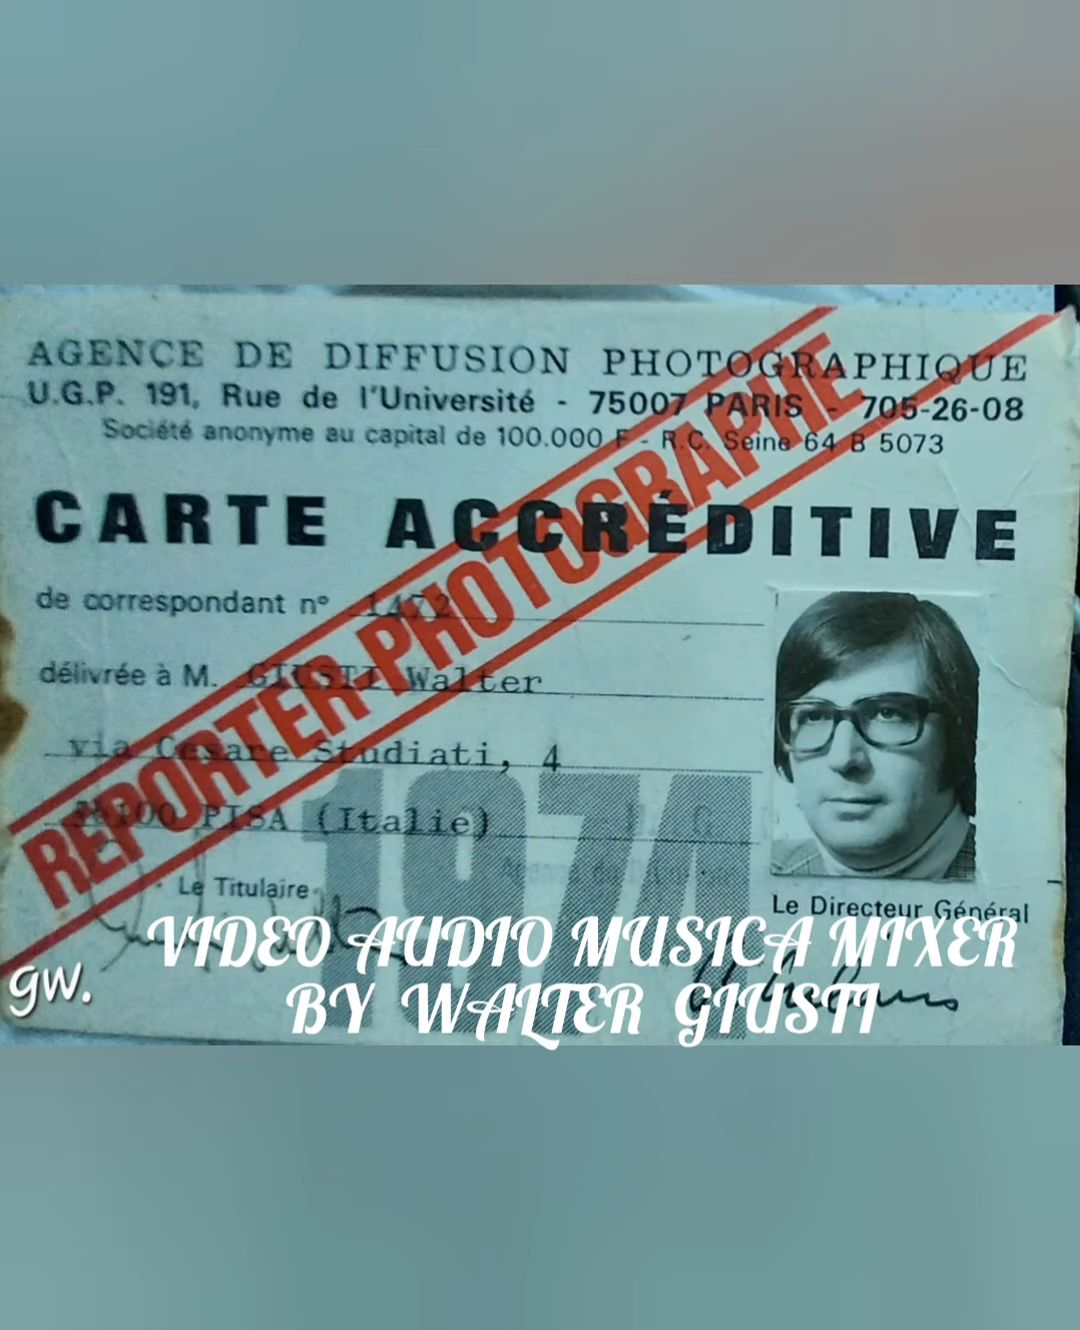 AGENCE DE DIFFUSION PHOTOGRAPHIQUE
U.G.P. 191, Rue de l'Université - 75007 PARIS - 705-26-08
Société anonyme au capital de 100.000 F - R.C. Seine 64 B 5073
CARTE ACCRÉDITIVE
REPORTER-PHOTOGRAPHE
de correspondant nº 1472
délivrée à M. GIUSTI Walter
via Cesare Studiati, 4
PISA (Italie)
1974
Le Titulaire
Le Directeur Général
VIDEO AUDIO MUSICA MIXER
gw.
BY WALTER GIUSTI